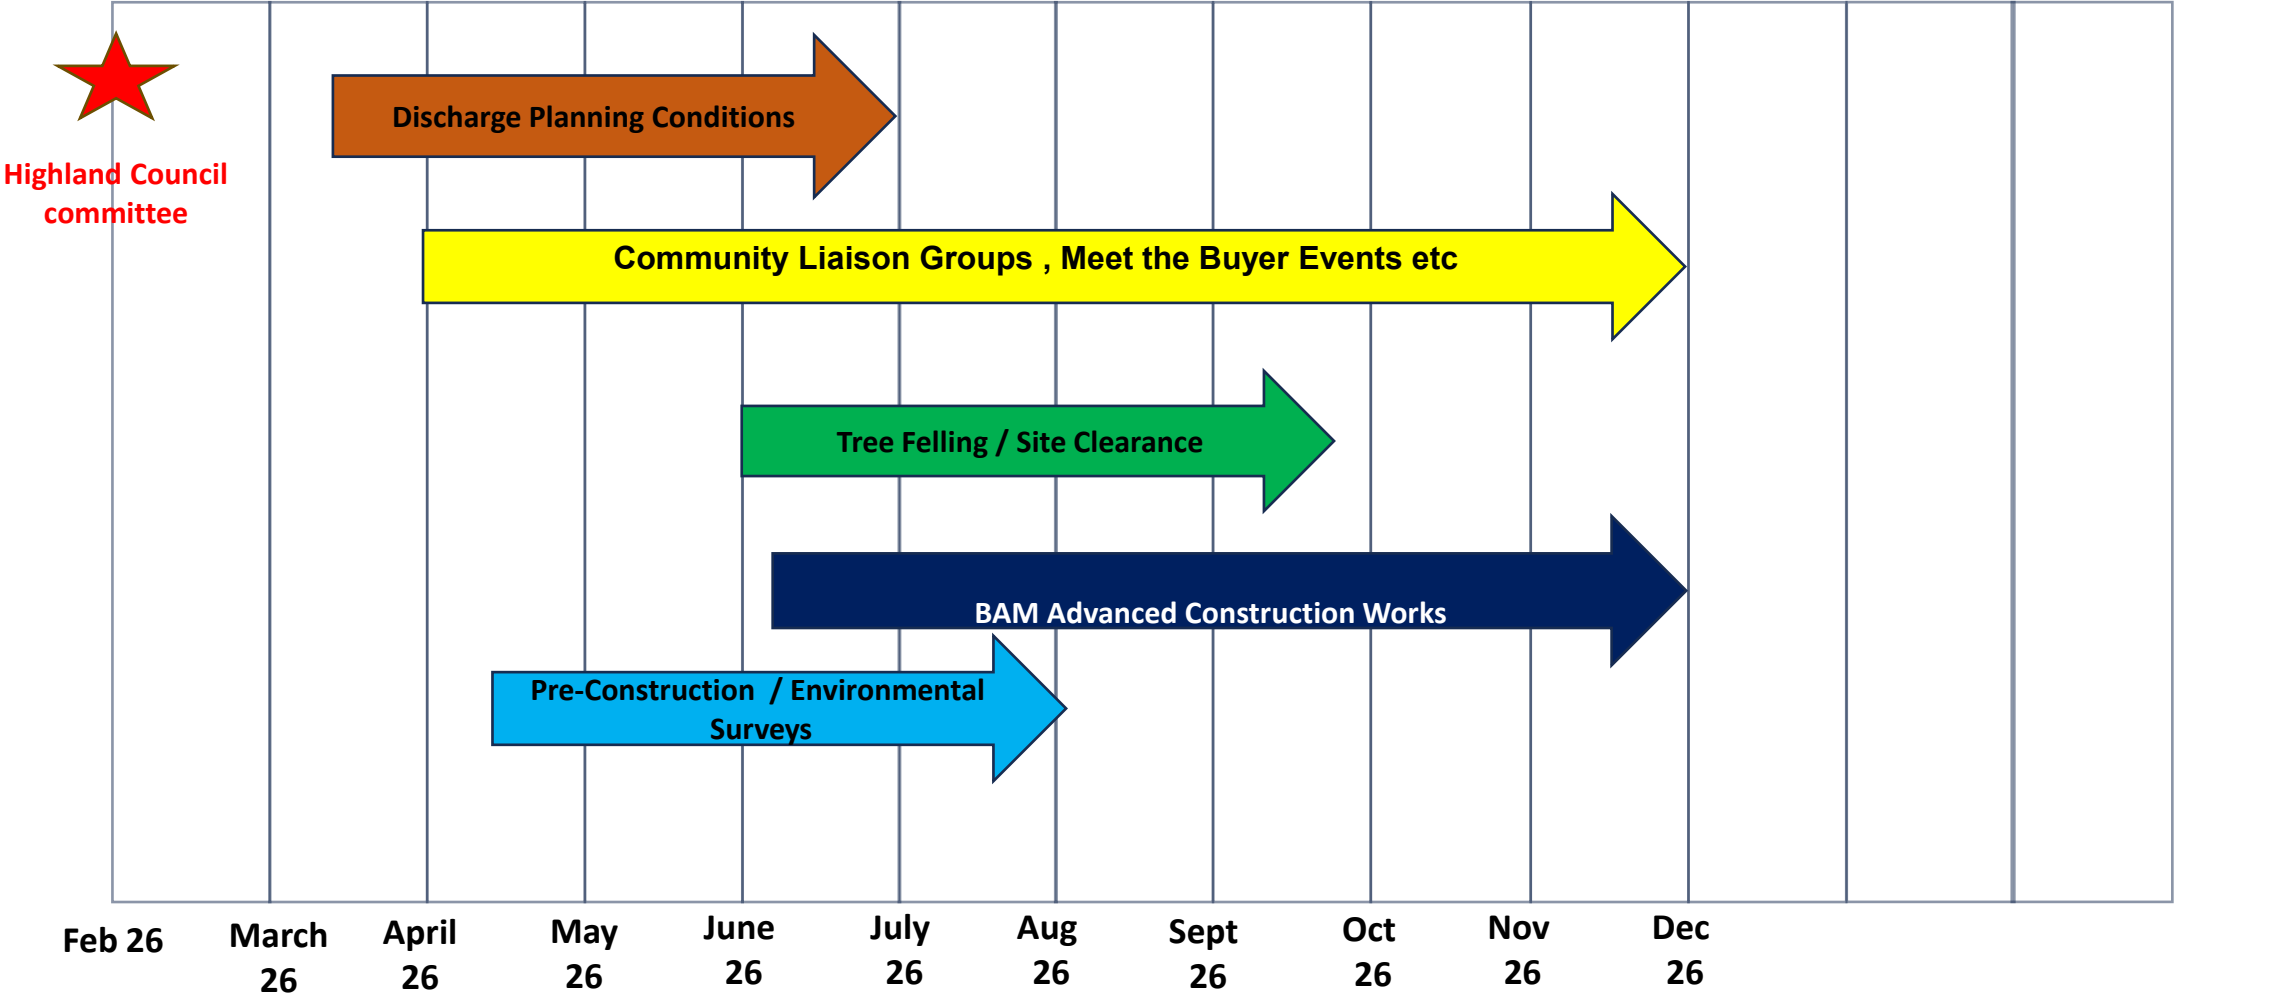 Discharge Planning Conditions
Highland Council
committee
Community Liaison Groups , Meet the Buyer Events etc
Tree Felling / Site Clearance
BAM Advanced Construction Works
Pre-Construction / Environmental
Surveys
Feb 26
March
26
April
26
May
26
June
26
July
26
Aug
26
Sept
26
Oct
26
Nov
26
Dec
26